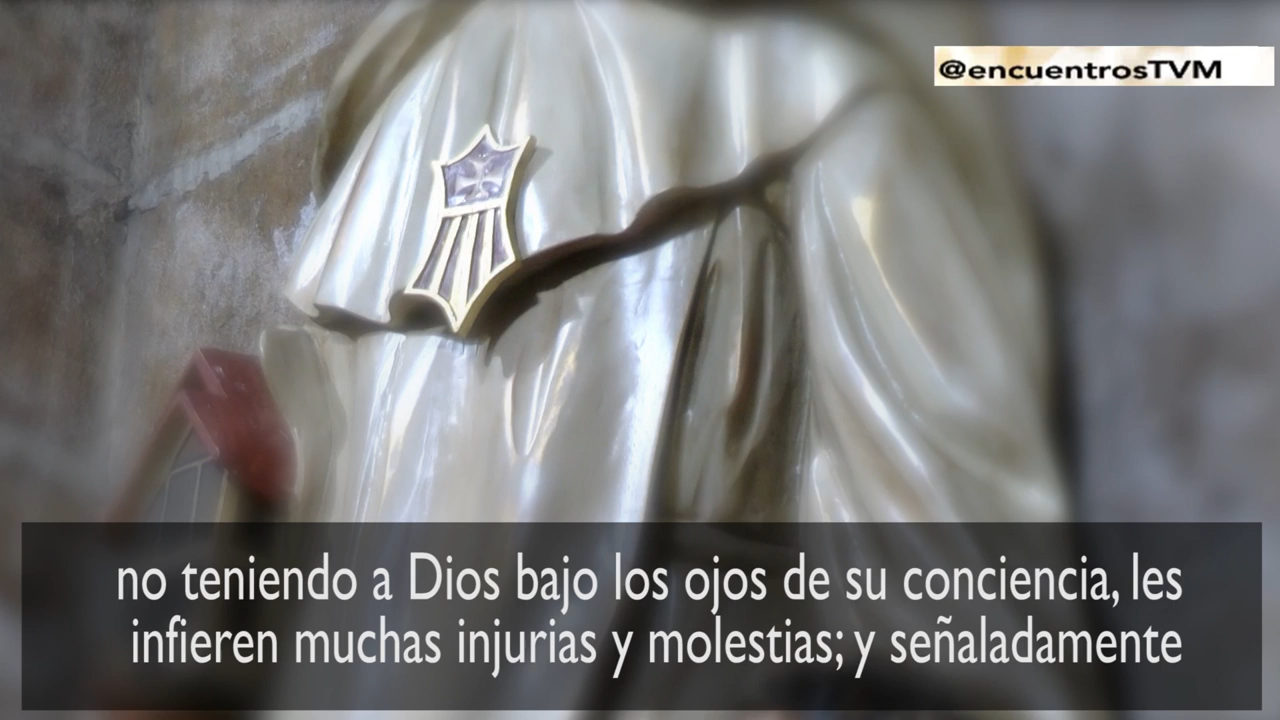 @encuentrosTVM
no teniendo a Dios bajo los ojos de su conciencia, les
infieren muchas injurias y molestias; y señaladamente